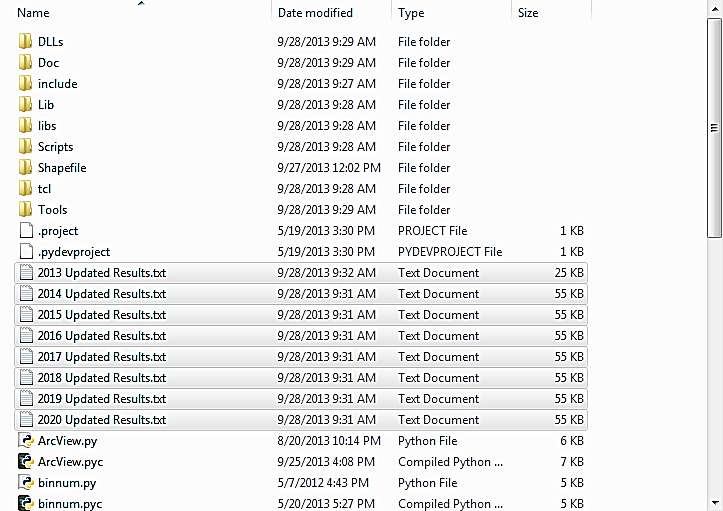 Name Date modified Type Size
DLLs 9/28/2013 9:29 AM File folder
Doc 9/28/2013 9:29 AM File folder
include 9/28/2013 9:27 AM File folder
Lib 9/28/2013 9:28 AM File folder
libs 9/28/2013 9:28 AM File folder
Scripts 9/28/2013 9:28 AM File folder
Shapefile 9/27/2013 12:02 PM File folder
tcl 9/28/2013 9:28 AM File folder
Tools 9/28/2013 9:29 AM File folder
.project 5/19/2013 3:30 PM PROJECT File 1 KB
.pydevproject 5/19/2013 3:30 PM PYDEVPROJECT File 1 KB
2013 Updated Results.txt 9/28/2013 9:32 AM Text Document 25 KB
2014 Updated Results.txt 9/28/2013 9:31 AM Text Document 55 KB
2015 Updated Results.txt 9/28/2013 9:31 AM Text Document 55 KB
2016 Updated Results.txt 9/28/2013 9:31 AM Text Document 55 KB
2017 Updated Results.txt 9/28/2013 9:31 AM Text Document 55 KB
2018 Updated Results.txt 9/28/2013 9:31 AM Text Document 55 KB
2019 Updated Results.txt 9/28/2013 9:31 AM Text Document 55 KB
2020 Updated Results.txt 9/28/2013 9:31 AM Text Document 55 KB
ArcView.py 8/20/2013 10:14 PM Python File 6 KB
ArcView.pyc 9/25/2013 4:08 PM Compiled Python ... 7 KB
binnum.py 5/7/2012 4:43 PM Python File 5 KB
binnum.pyc 5/20/2013 5:27 PM Compiled Python ... 5 KB